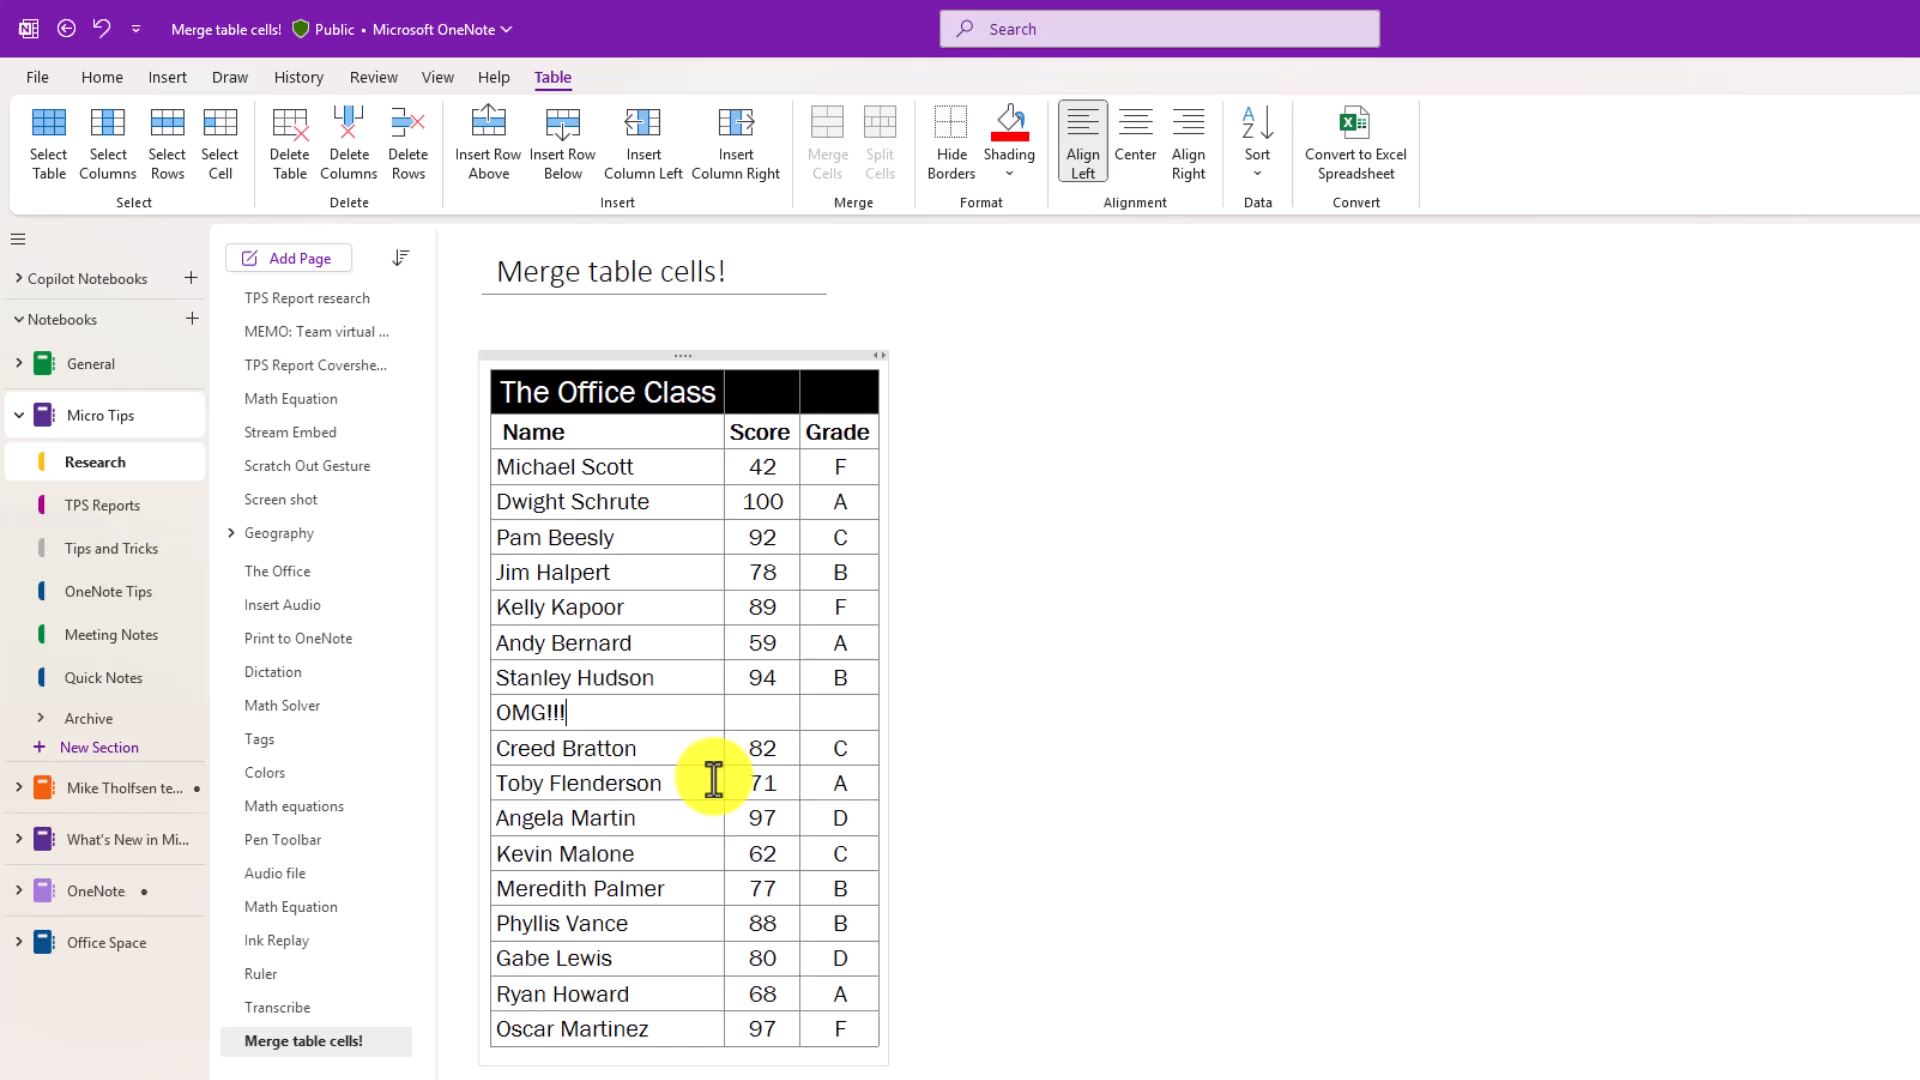 Merge table cells! Public • Microsoft OneNote
Search
File Home Insert Draw History Review View Help Table
Select Table
Select Columns
Select Rows
Select Cell
Delete Table
Delete Columns
Delete Rows
Insert Row Above
Insert Row Below
Insert Column Left
Insert Column Right
Merge Cells
Split Cells
Hide Borders
Shading
Align Left
Center
Align Right
Sort
Convert to Excel Spreadsheet
Select Delete Insert Merge Format Alignment Data Convert
Copilot Notebooks
Notebooks
General
Micro Tips
Research
TPS Reports
Tips and Tricks
OneNote Tips
Meeting Notes
Quick Notes
Archive
New Section
Mike Tholfsen te...
What's New in Mi...
OneNote
Office Space
Add Page
TPS Report research
MEMO: Team virtual ...
TPS Report Covershe...
Math Equation
Stream Embed
Scratch Out Gesture
Screen shot
Geography
The Office
Insert Audio
Print to OneNote
Dictation
Math Solver
Tags
Colors
Math equations
Pen Toolbar
Audio file
Math Equation
Ink Replay
Ruler
Transcribe
Merge table cells!
Merge table cells!
The Office Class
Name Score Grade
Michael Scott 42 F
Dwight Schrute 100 A
Pam Beesly 92 C
Jim Halpert 78 B
Kelly Kapoor 89 F
Andy Bernard 59 A
Stanley Hudson 94 B
OMG!!!
Creed Bratton 82 C
Toby Flenderson 71 A
Angela Martin 97 D
Kevin Malone 62 C
Meredith Palmer 77 B
Phyllis Vance 88 B
Gabe Lewis 80 D
Ryan Howard 68 A
Oscar Martinez 97 F